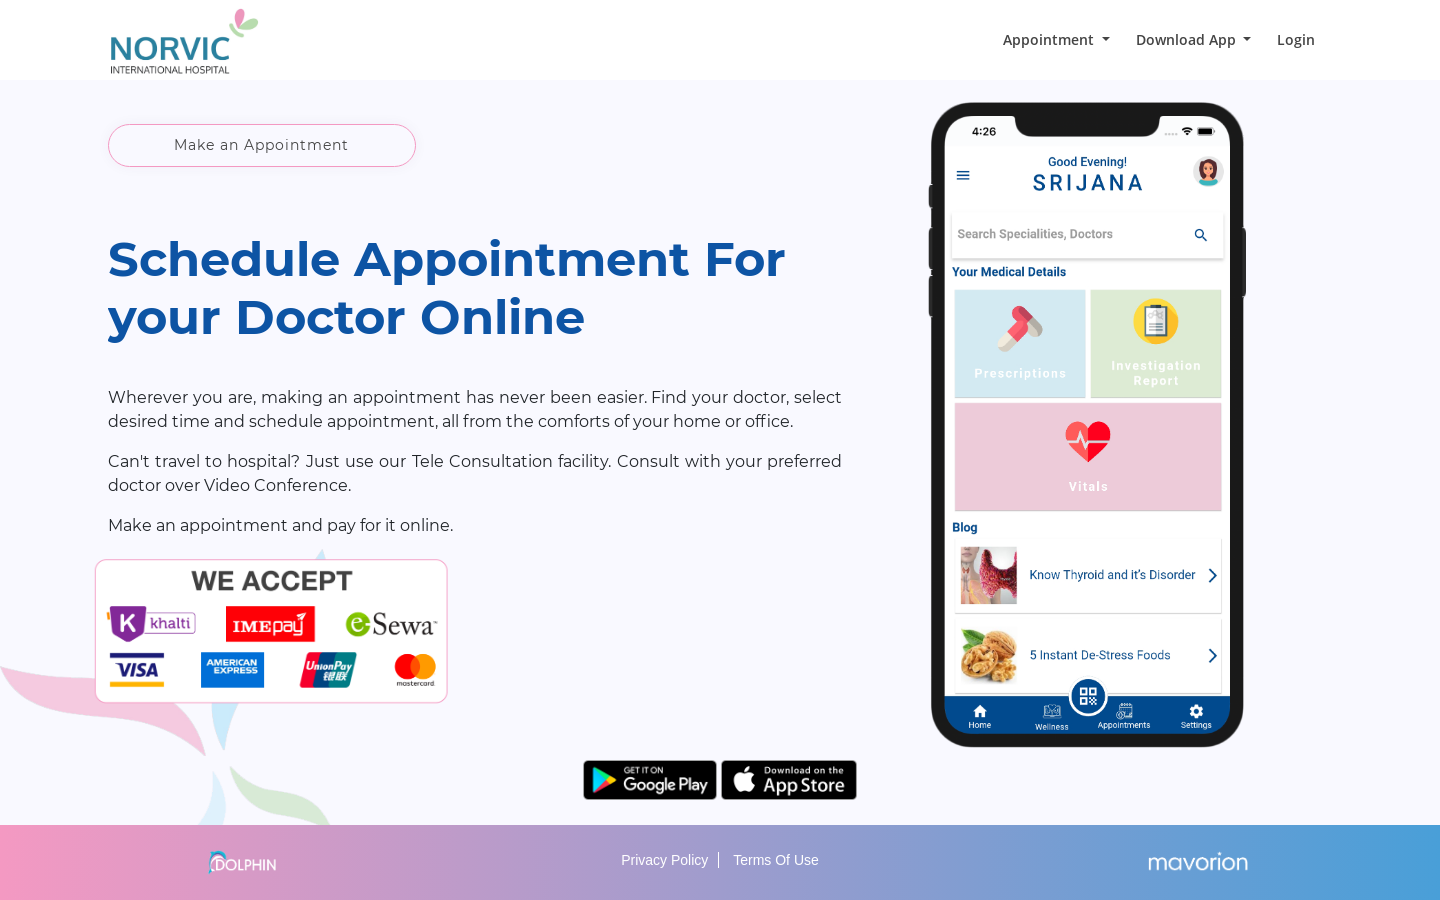 NORVIC
INTERNATIONAL HOSPITAL
Appointment
Download App
Login
Make an Appointment
Schedule Appointment For
your Doctor Online
Wherever you are, making an appointment has never been easier. Find your doctor, select
desired time and schedule appointment, all from the comforts of your home or office.
Can't travel to hospital? Just use our Tele Consultation facility. Consult with your preferred
doctor over Video Conference.
Make an appointment and pay for it online.
WE ACCEPT
K khalti
IME pay
e-Sewa
VISA
AMERICAN
EXPRESS
UnionPay
银联
mastercard
4:26
Good Evening!
SRIJANA
Search Specialities, Doctors
Your Medical Details
Prescriptions
Investigation
Report
Vitals
Blog
Know Thyroid and it's Disorder
5 Instant De-Stress Foods
Home
Wellness
Appointments
Settings
GET IT ON
Google Play
Download on the
App Store
DOLPHIN
Privacy Policy
Terms Of Use
mavorion